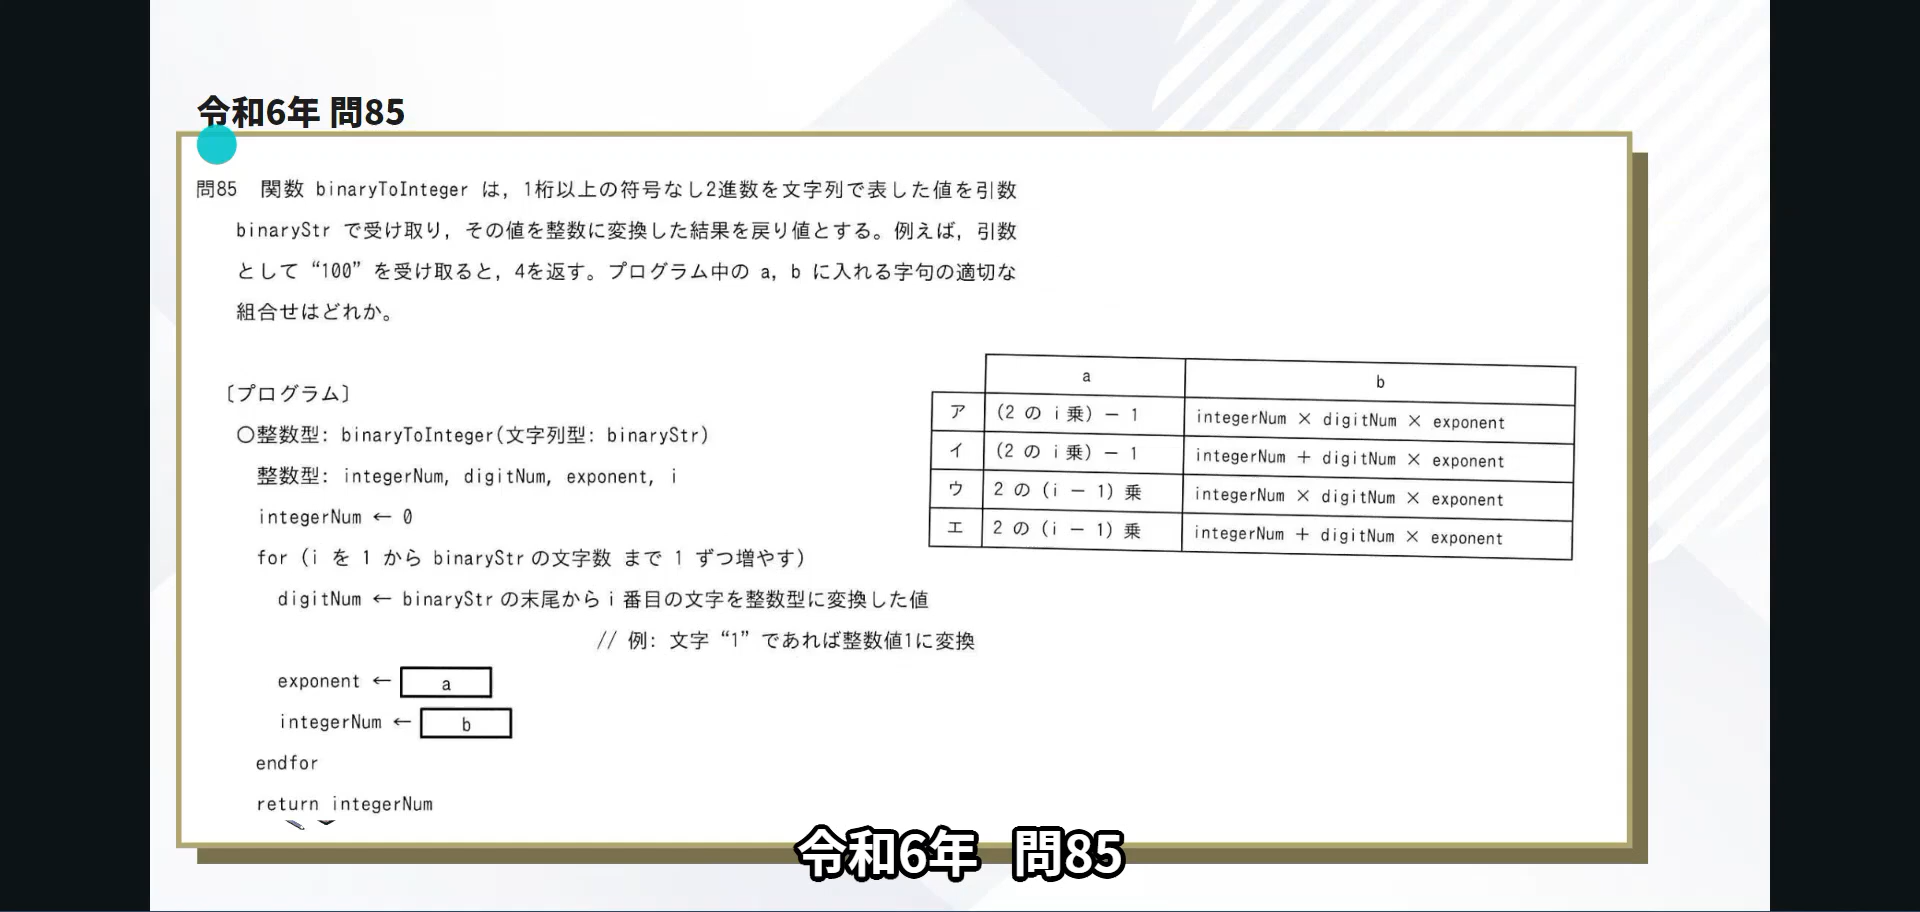 令和6年 問85
問85 関数 binaryToInteger は，1桁以上の符号なし2進数を文字列で表した値を引数
binaryStr で受け取り，その値を整数に変換した結果を戻り値とする。例えば，引数
として“100”を受け取ると，4を返す。プログラム中の a，b に入れる字句の適切な
組合せはどれか。
〔プログラム〕
○整数型: binaryToInteger(文字列型: binaryStr)
整数型: integerNum, digitNum, exponent, i
integerNum ← 0
for (i を 1 から binaryStr の文字数 まで 1 ずつ増やす)
digitNum ← binaryStr の末尾から i 番目の文字を整数型に変換した値
// 例: 文字“1”であれば整数値1に変換
exponent ← a
integerNum ← b
endfor
return integerNum
a b
ア (2 の i 乗) － 1 integerNum × digitNum × exponent
イ (2 の i 乗) － 1 integerNum ＋ digitNum × exponent
ウ 2 の (i － 1) 乗 integerNum × digitNum × exponent
エ 2 の (i － 1) 乗 integerNum ＋ digitNum × exponent
令和6年 問85